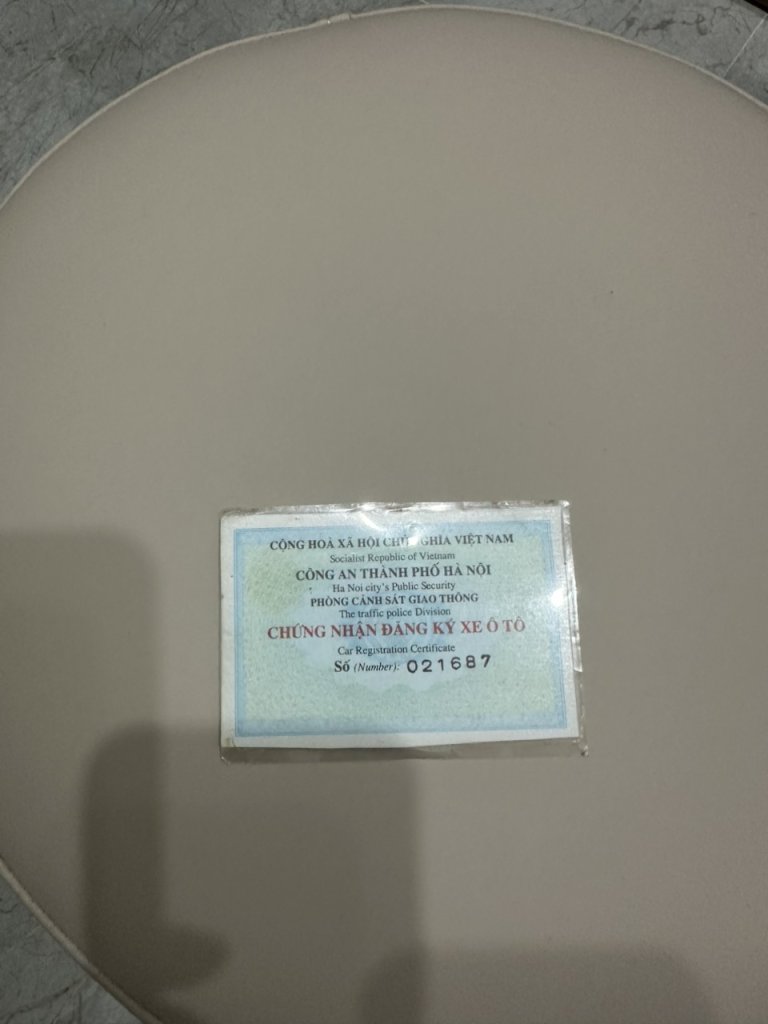 CỘNG HOÀ XÃ HỘI CHỦ NGHĨA VIỆT NAM
Socialist Republic of Vietnam
CÔNG AN THÀNH PHỐ HÀ NỘI
Ha Noi city's Public Security
PHÒNG CẢNH SÁT GIAO THÔNG
The traffic police Division
CHỨNG NHẬN ĐĂNG KÝ XE Ô TÔ
Car Registration Certificate
Số (Number): 021687